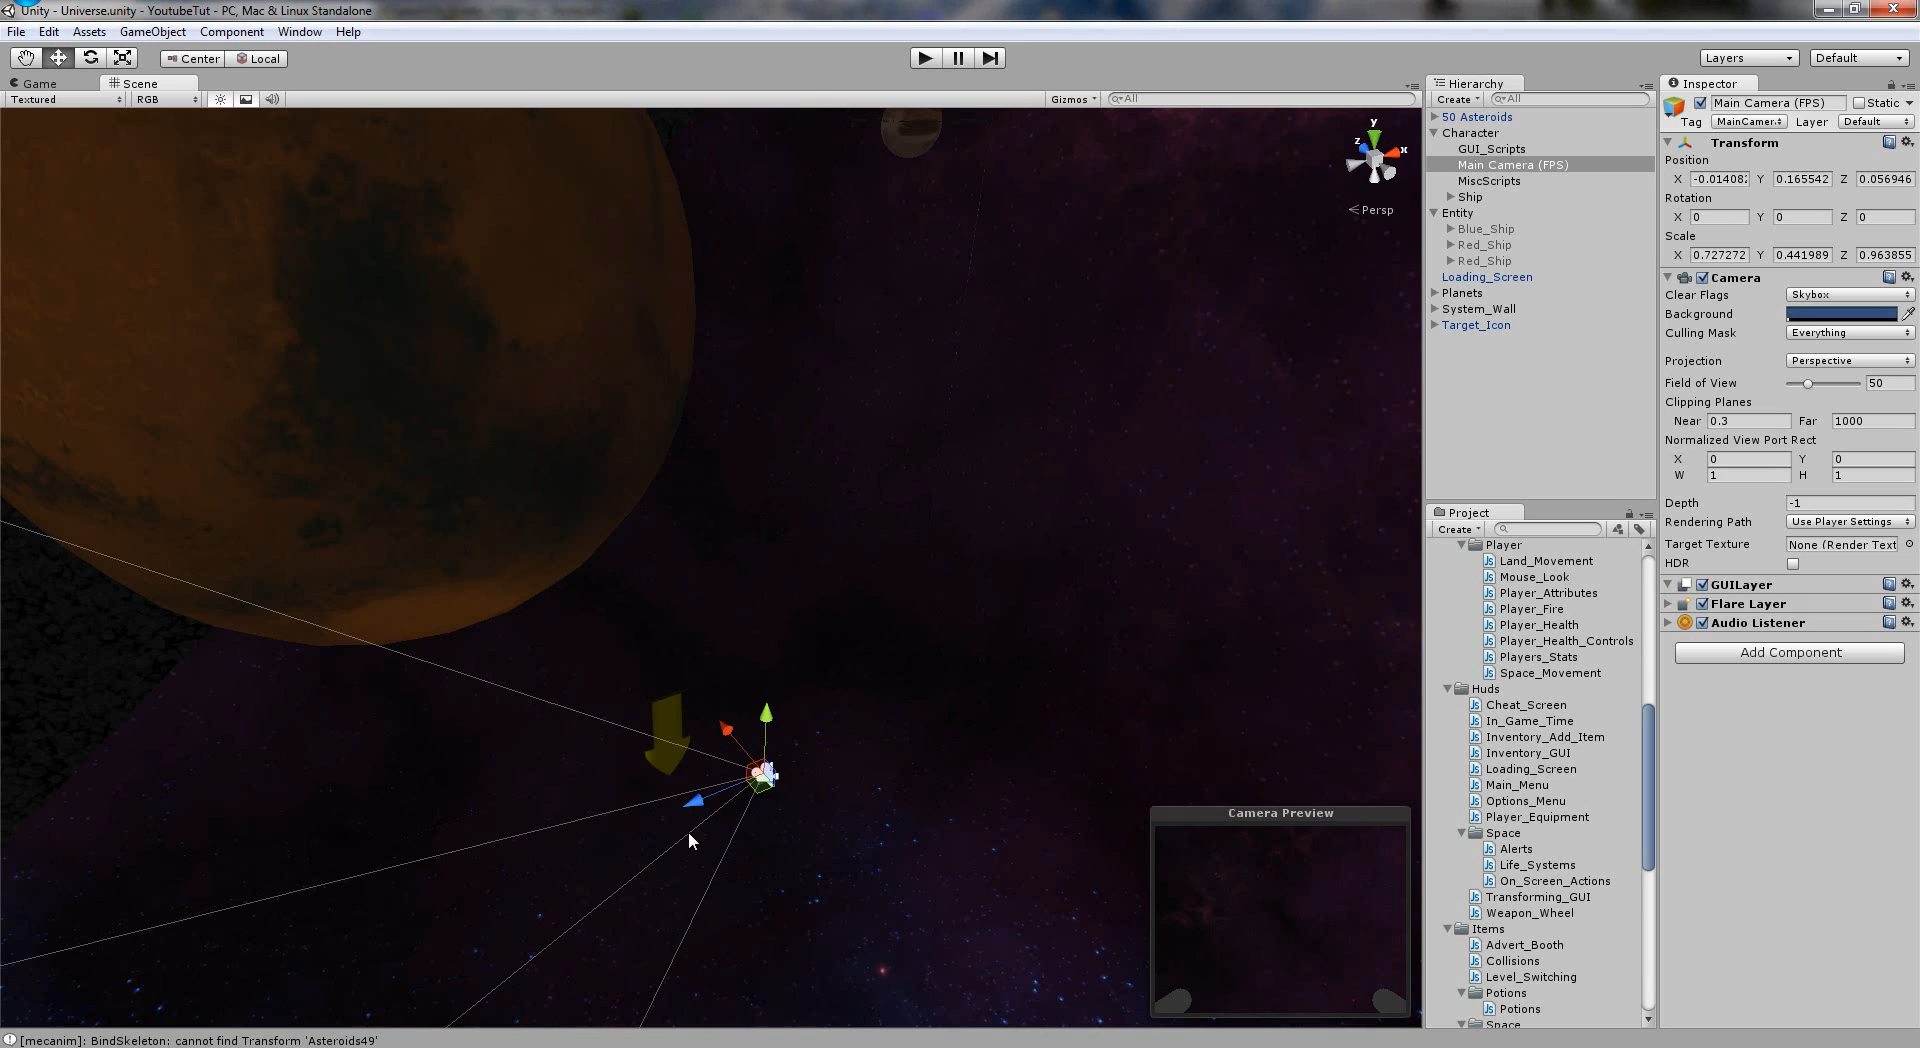 Unity - Universe.unity - YoutubeTut - PC, Mac & Linux Standalone
File Edit Assets GameObject Component Window Help
Center Local
Layers Default
Game Scene
Textured RGB Gizmos All
Persp
Camera Preview
Hierarchy
Create All
50 Asteroids
Character
GUI_Scripts
Main Camera (FPS)
MiscScripts
Ship
Entity
Blue_Ship
Red_Ship
Red_Ship
Loading_Screen
Planets
System_Wall
Target_Icon
Project
Create
Player
Land_Movement
Mouse_Look
Player_Attributes
Player_Fire
Player_Health
Player_Health_Controls
Players_Stats
Space_Movement
Huds
Cheat_Screen
In_Game_Time
Inventory_Add_Item
Inventory_GUI
Loading_Screen
Main_Menu
Options_Menu
Player_Equipment
Space
Alerts
Life_Systems
On_Screen_Actions
Transforming_GUI
Weapon_Wheel
Items
Advert_Booth
Collisions
Level_Switching
Potions
Potions
Space
Inspector
Main Camera (FPS) Static
Tag MainCamera Layer Default
Transform
Position
X -0.01408 Y 0.165542 Z 0.056946
Rotation
X 0 Y 0 Z 0
Scale
X 0.727272 Y 0.441989 Z 0.963855
Camera
Clear Flags Skybox
Background
Culling Mask Everything
Projection Perspective
Field of View 50
Clipping Planes
Near 0.3 Far 1000
Normalized View Port Rect
X 0 Y 0
W 1 H 1
Depth -1
Rendering Path Use Player Settings
Target Texture None (Render Text
HDR
GUILayer
Flare Layer
Audio Listener
Add Component
[mecanim]: BindSkeleton: cannot find Transform 'Asteroids49'